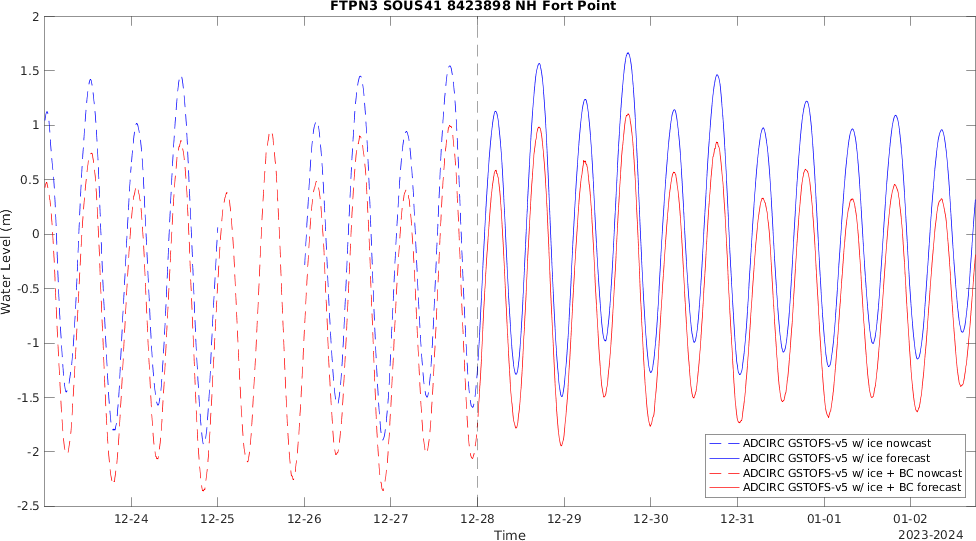 FTPN3 SOUS41 8423898 NH Fort Point
2
1.5
1
0.5
0
-0.5
-1
-1.5
-2
-2.5
Water Level (m)
ADCIRC GSTOFS-v5 w/ ice nowcast
ADCIRC GSTOFS-v5 w/ ice forecast
ADCIRC GSTOFS-v5 w/ ice + BC nowcast
ADCIRC GSTOFS-v5 w/ ice + BC forecast
12-24 12-25 12-26 12-27 12-28 12-29 12-30 12-31 01-01 01-02
Time
2023-2024